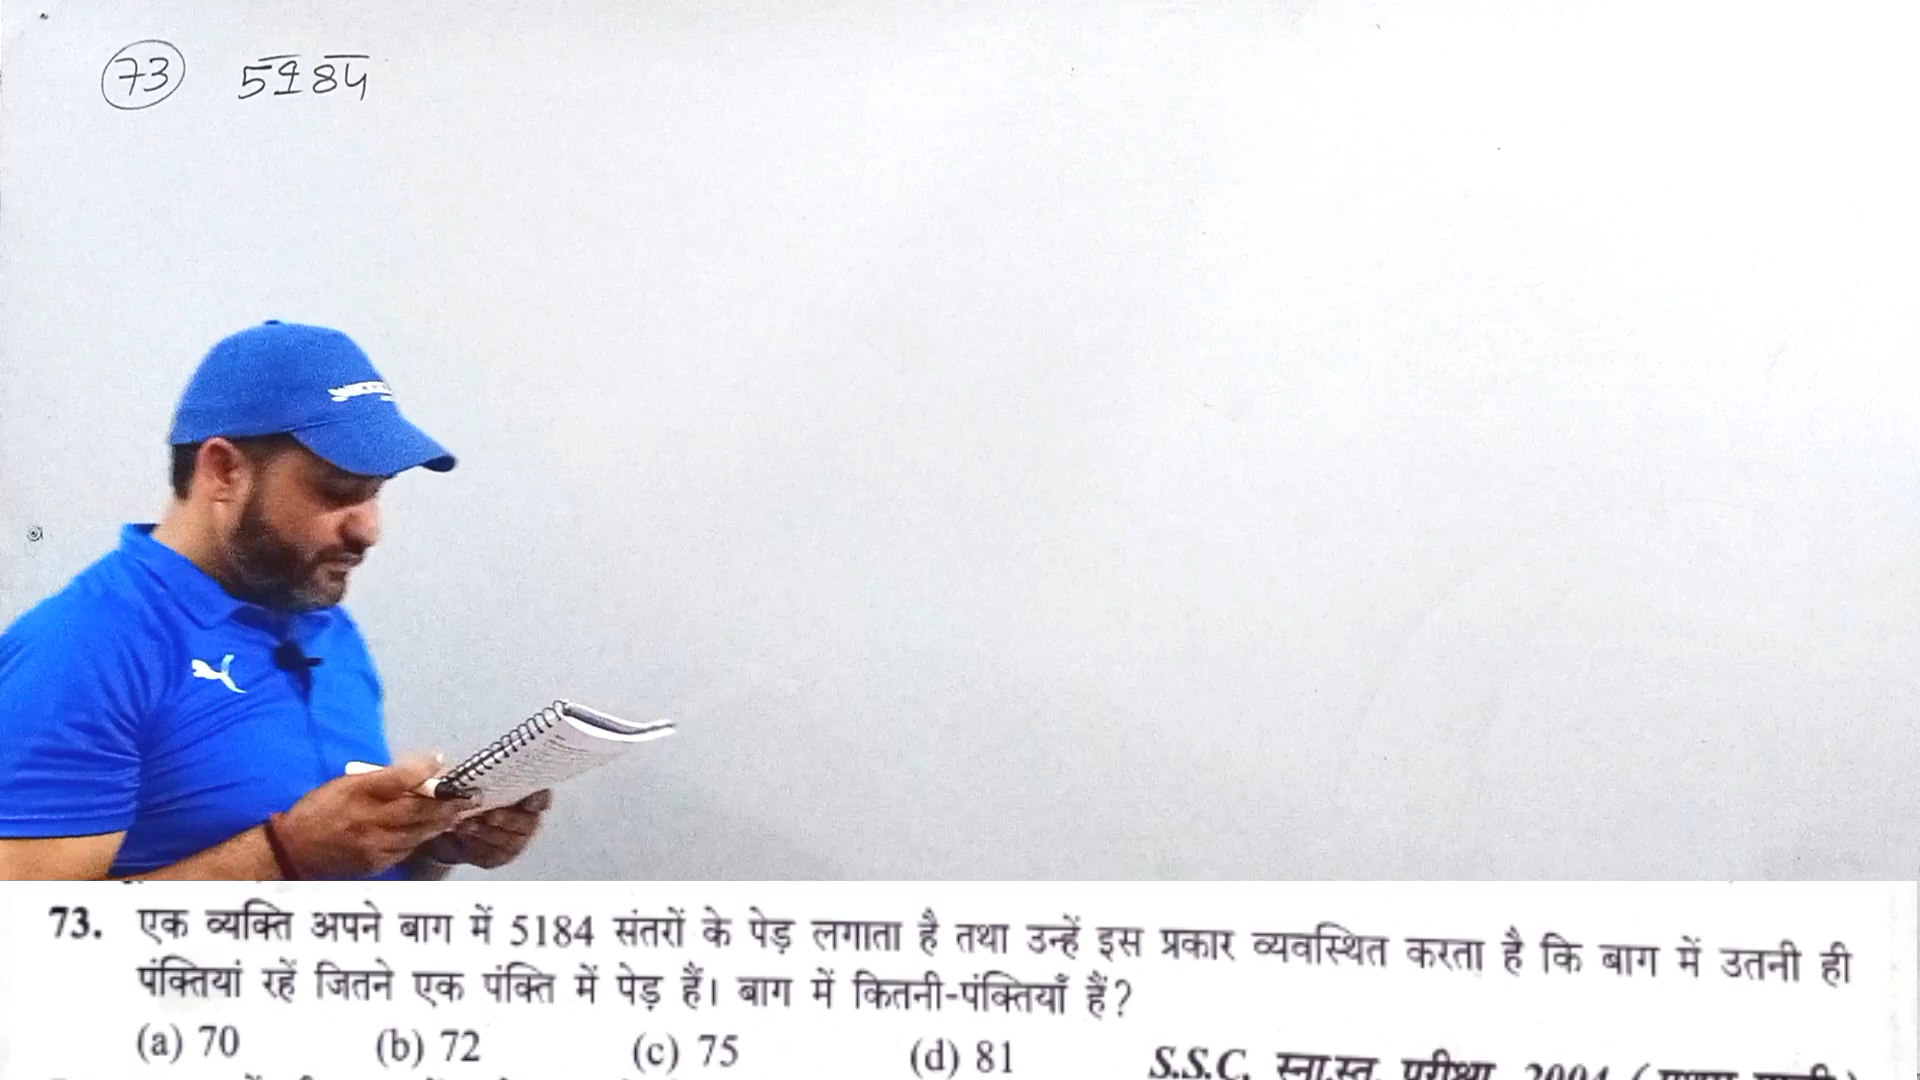 73 5184
73. एक व्यक्ति अपने बाग में 5184 संतरों के पेड़ लगाता है तथा उन्हें इस प्रकार व्यवस्थित करता है कि बाग में उतनी ही
पंक्तियां रहें जितने एक पंक्ति में पेड़ हैं। बाग में कितनी-पंक्तियाँ हैं?
(a) 70 (b) 72 (c) 75 (d) 81 S.S.C. स्ना.स्त. परीक्षा, 2004